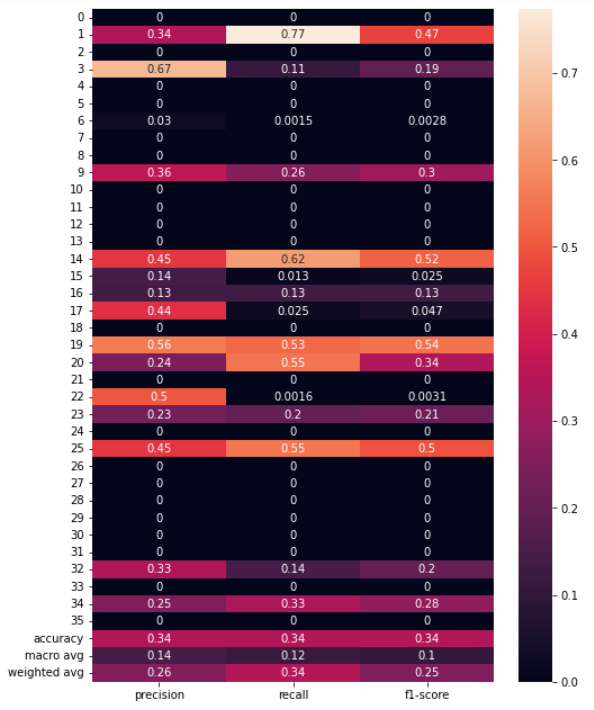 0 0 0 0
1 0.34 0.77 0.47
2 0 0 0
3 0.67 0.11 0.19
4 0 0 0
5 0 0 0
6 0.03 0.0015 0.0028
7 0 0 0
8 0 0 0
9 0.36 0.26 0.3
10 0 0 0
11 0 0 0
12 0 0 0
13 0 0 0
14 0.45 0.62 0.52
15 0.14 0.013 0.025
16 0.13 0.13 0.13
17 0.44 0.025 0.047
18 0 0 0
19 0.56 0.53 0.54
20 0.24 0.55 0.34
21 0 0 0
22 0.5 0.0016 0.0031
23 0.23 0.2 0.21
24 0 0 0
25 0.45 0.55 0.5
26 0 0 0
27 0 0 0
28 0 0 0
29 0 0 0
30 0 0 0
31 0 0 0
32 0.33 0.14 0.2
33 0 0 0
34 0.25 0.33 0.28
35 0 0 0
accuracy 0.34 0.34 0.34
macro avg 0.14 0.12 0.1
weighted avg 0.26 0.34 0.25
precision recall f1-score
0.7
0.6
0.5
0.4
0.3
0.2
0.1
0.0